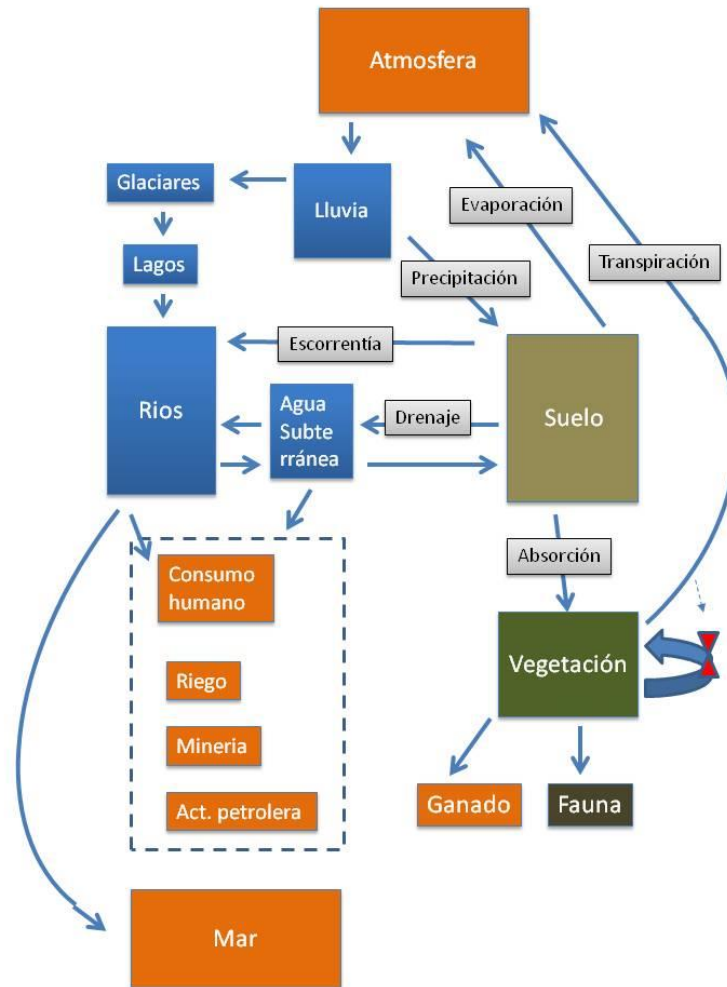 Atmosfera
Glaciares
Lluvia
Evaporación
Transpiración
Lagos
Precipitación
Escorrentía
Rios
Agua
Subte
rránea
Drenaje
Suelo
Absorción
Consumo
humano
Vegetación
Riego
Mineria
Act. petrolera
Ganado
Fauna
Mar